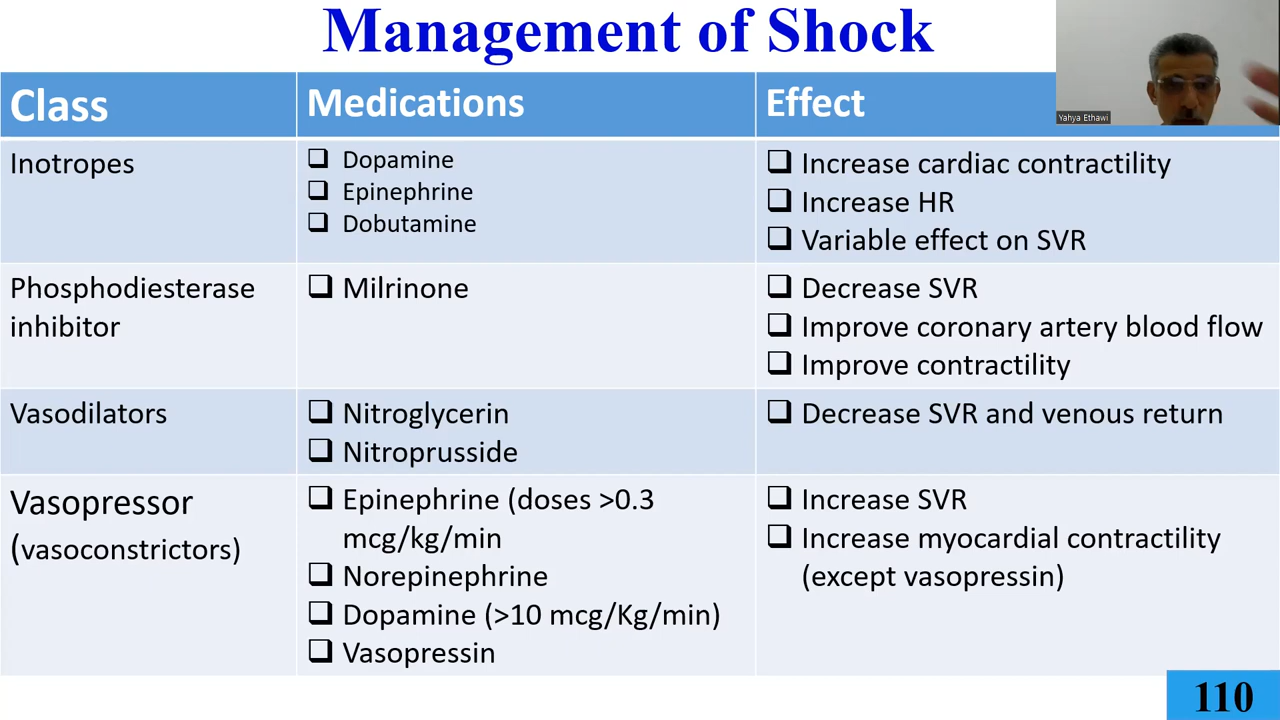 Management of Shock
Class
Medications
Effect
Yahya Ethawi
Inotropes
❑ Dopamine
❑ Epinephrine
❑ Dobutamine
❑ Increase cardiac contractility
❑ Increase HR
❑ Variable effect on SVR
Phosphodiesterase
inhibitor
❑ Milrinone
❑ Decrease SVR
❑ Improve coronary artery blood flow
❑ Improve contractility
Vasodilators
❑ Nitroglycerin
❑ Nitroprusside
❑ Decrease SVR and venous return
Vasopressor
(vasoconstrictors)
❑ Epinephrine (doses >0.3
mcg/kg/min
❑ Norepinephrine
❑ Dopamine (>10 mcg/Kg/min)
❑ Vasopressin
❑ Increase SVR
❑ Increase myocardial contractility
(except vasopressin)
110